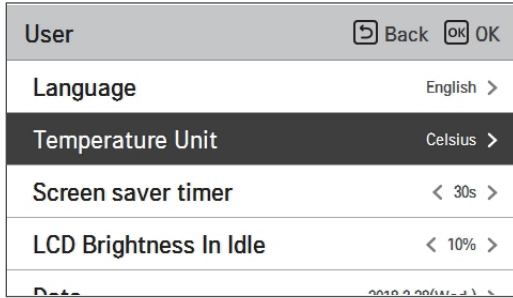 User Back OK OK
Language English >
Temperature Unit Celsius >
Screen saver timer < 30s >
LCD Brightness In Idle < 10% >